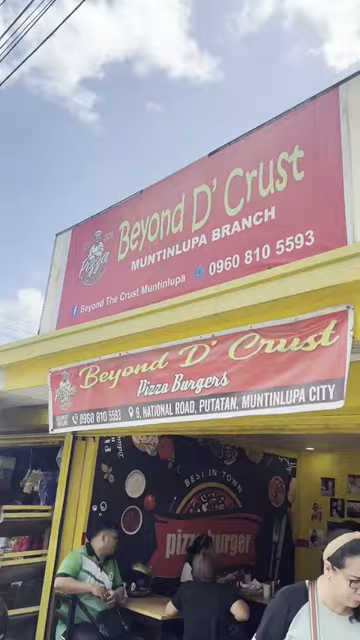 Beyond D' Crust
MUNTINLUPA BRANCH
Beyond The Crust Muntinlupa
0960 810 5593
Pizza
Beyond D' Crust
Pizza Burgers
0960 810 5593
9. NATIONAL ROAD, PUTATAN, MUNTINLUPA CITY
BEST IN TOWN
pizza burger